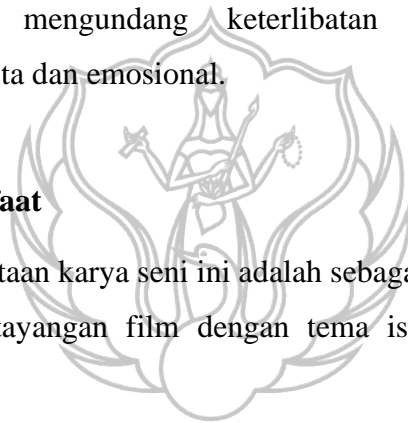 mengundang keterlibatan
ta dan emosional.
faat
taan karya seni ini adalah sebaga
tayangan film dengan tema is